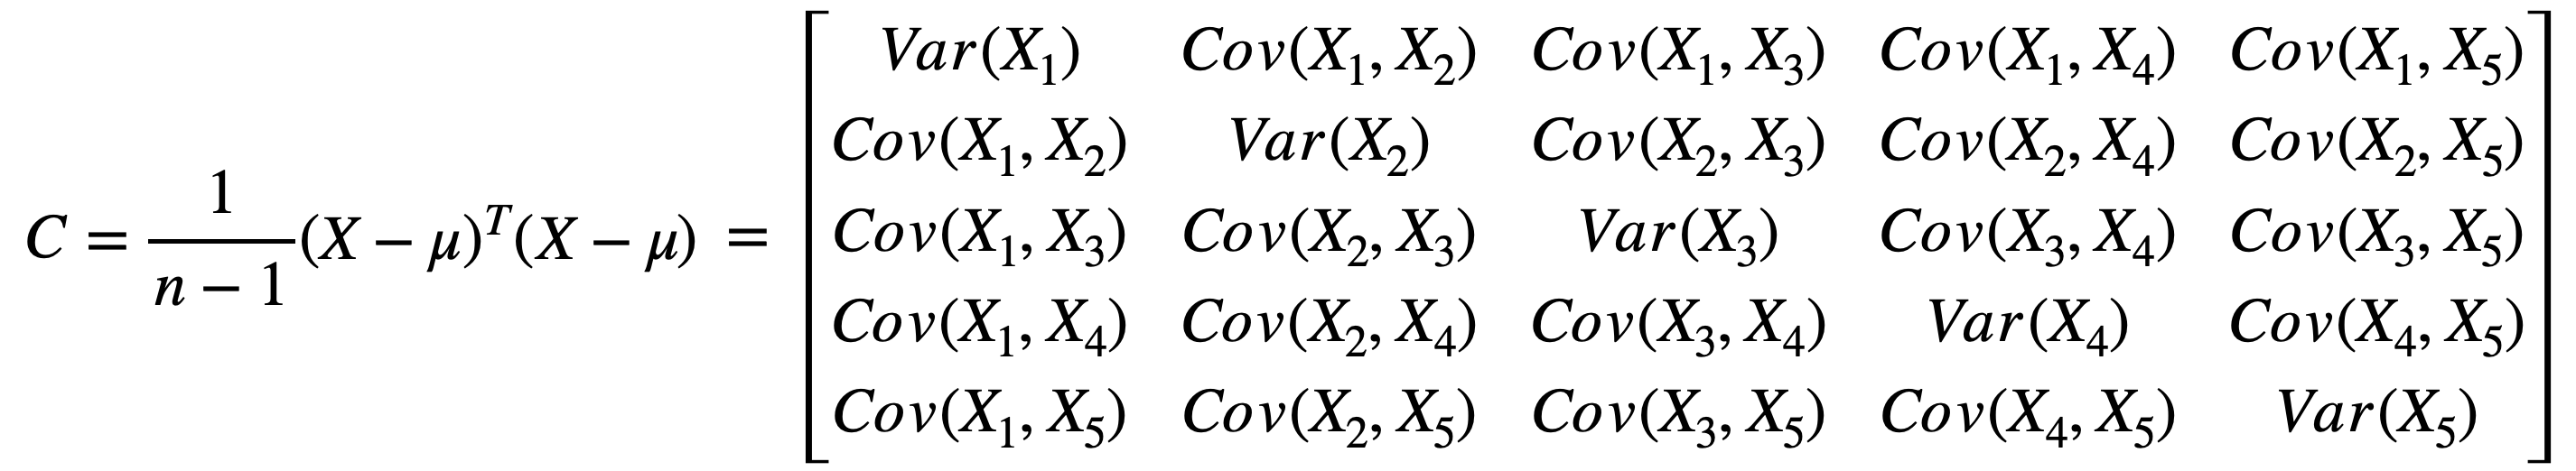 C = \frac{1}{n-1}(X - \mu)^T(X - \mu) = \begin{bmatrix} Var(X_1) & Cov(X_1, X_2) & Cov(X_1, X_3) & Cov(X_1, X_4) & Cov(X_1, X_5) \\
Cov(X_1, X_2) & Var(X_2) & Cov(X_2, X_3) & Cov(X_2, X_4) & Cov(X_2, X_5) \\
Cov(X_1, X_3) & Cov(X_2, X_3) & Var(X_3) & Cov(X_3, X_4) & Cov(X_3, X_5) \\
Cov(X_1, X_4) & Cov(X_2, X_4) & Cov(X_3, X_4) & Var(X_4) & Cov(X_4, X_5) \\
Cov(X_1, X_5) & Cov(X_2, X_5) & Cov(X_3, X_5) & Cov(X_4, X_5) & Var(X_5) \end{bmatrix}